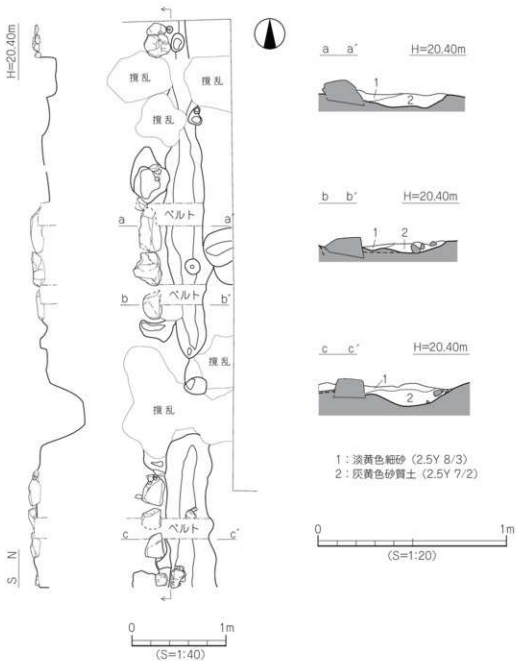 H=20.40m
S N
撹乱
撹乱
撹乱
ベルト
a a´
ベルト
b b´
撹乱
撹乱
ベルト
c c´
0 1m
(S=1:40)
a a´ H=20.40m
1
2
b b´ H=20.40m
1 2
c c´ H=20.40m
1
2
1：淡黄色細砂（2.5Y 8/3）
2：灰黄色砂質土（2.5Y 7/2）
0 1m
(S=1:20)